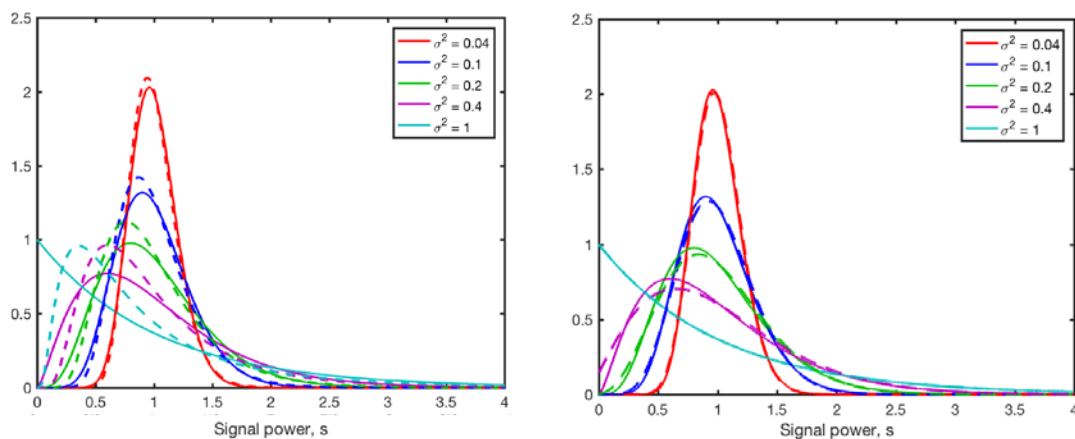 2.5
2
1.5
1
0.5
0
0 0.5 1 1.5 2 2.5 3 3.5 4
Signal power, s
σ² = 0.04
σ² = 0.1
σ² = 0.2
σ² = 0.4
σ² = 1
2.5
2
1.5
1
0.5
0
0 0.5 1 1.5 2 2.5 3 3.5 4
Signal power, s
σ² = 0.04
σ² = 0.1
σ² = 0.2
σ² = 0.4
σ² = 1